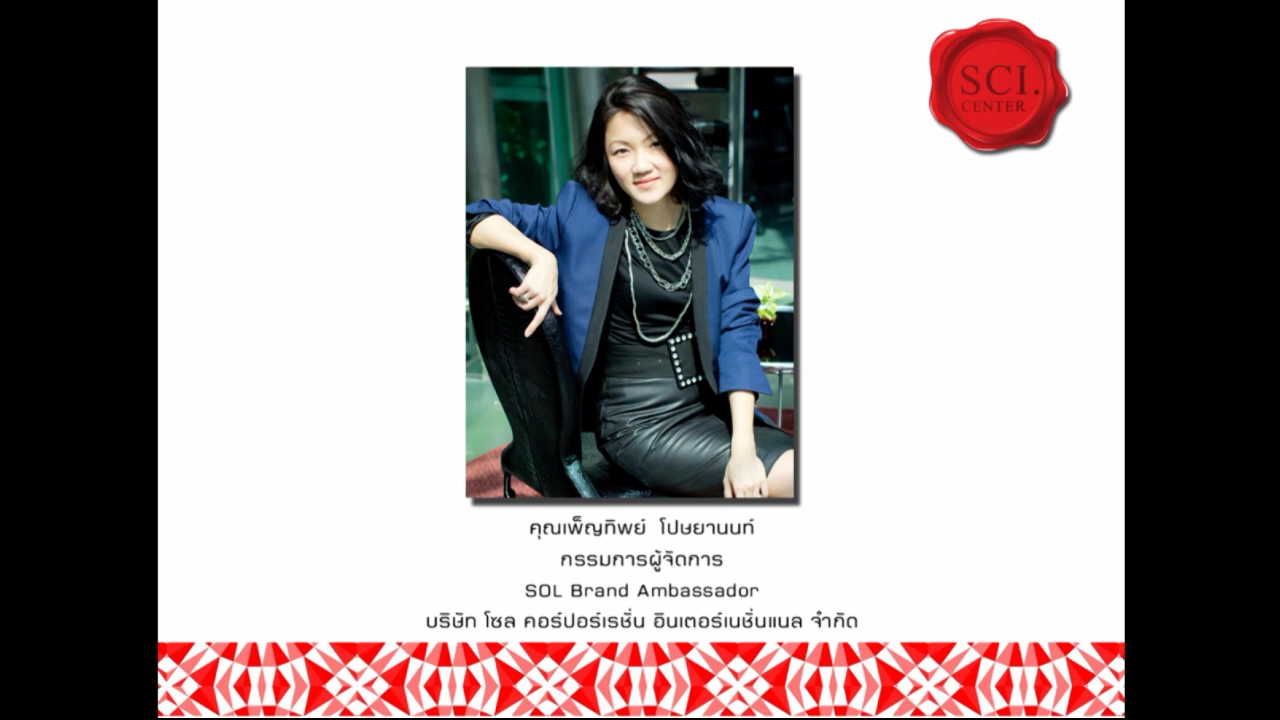 SCI.
CENTER
คุณเพ็ญทิพย์ โปษยานนท์
กรรมการผู้จัดการ
SOL Brand Ambassador
บริษัท โซล คอร์ปอร์เรชั่น อินเตอร์เนชั่นแนล จำกัด